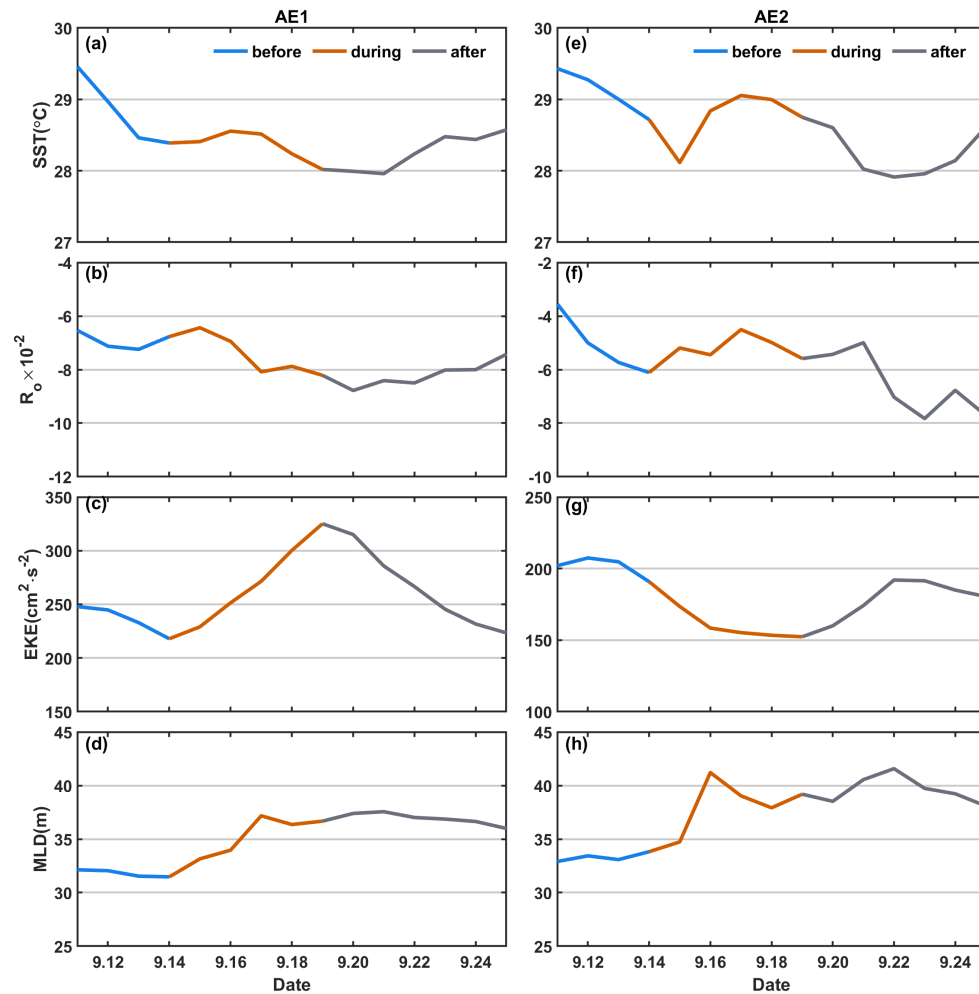 AE1
AE2
(a)
before
during
after
30
29
28
27
SST(°C)
(e)
before
during
after
30
29
28
27
(b)
-4
-6
-8
-10
-12
Ro×10-2
(f)
-2
-4
-6
-8
-10
(c)
350
300
250
200
150
EKE(cm2·s-2)
(g)
250
200
150
100
(d)
45
40
35
30
25
MLD(m)
9.12 9.14 9.16 9.18 9.20 9.22 9.24
Date
(h)
45
40
35
30
25
9.12 9.14 9.16 9.18 9.20 9.22 9.24
Date